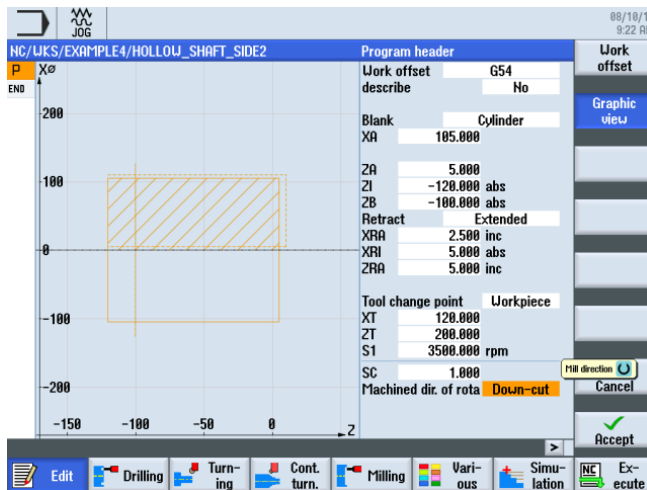 JOG
08/10/1
9:22 A
NC/WKS/EXAMPLE4/HOLLOW_SHAFT_SIDE2
Program header
Work
offset
P
END
XØ
200
100
0
-100
-200
-150
-100
-50
0
Z
Work offset G54
describe No
Blank Cylinder
XA 105.000
ZA 5.000
ZI -120.000 abs
ZB -100.000 abs
Retract Extended
XRA 2.500 inc
XRI 5.000 abs
ZRA 5.000 inc
Tool change point Workpiece
XT 120.000
ZT 200.000
S1 3500.000 rpm
SC 1.000
Machined dir. of rota Down-cut
Graphic
view
Mill direction
Cancel
Accept
>
Edit
Drilling
Turn-
ing
Cont.
turn.
Milling
Vari-
ous
Simu-
lation
NC
Ex-
ecute